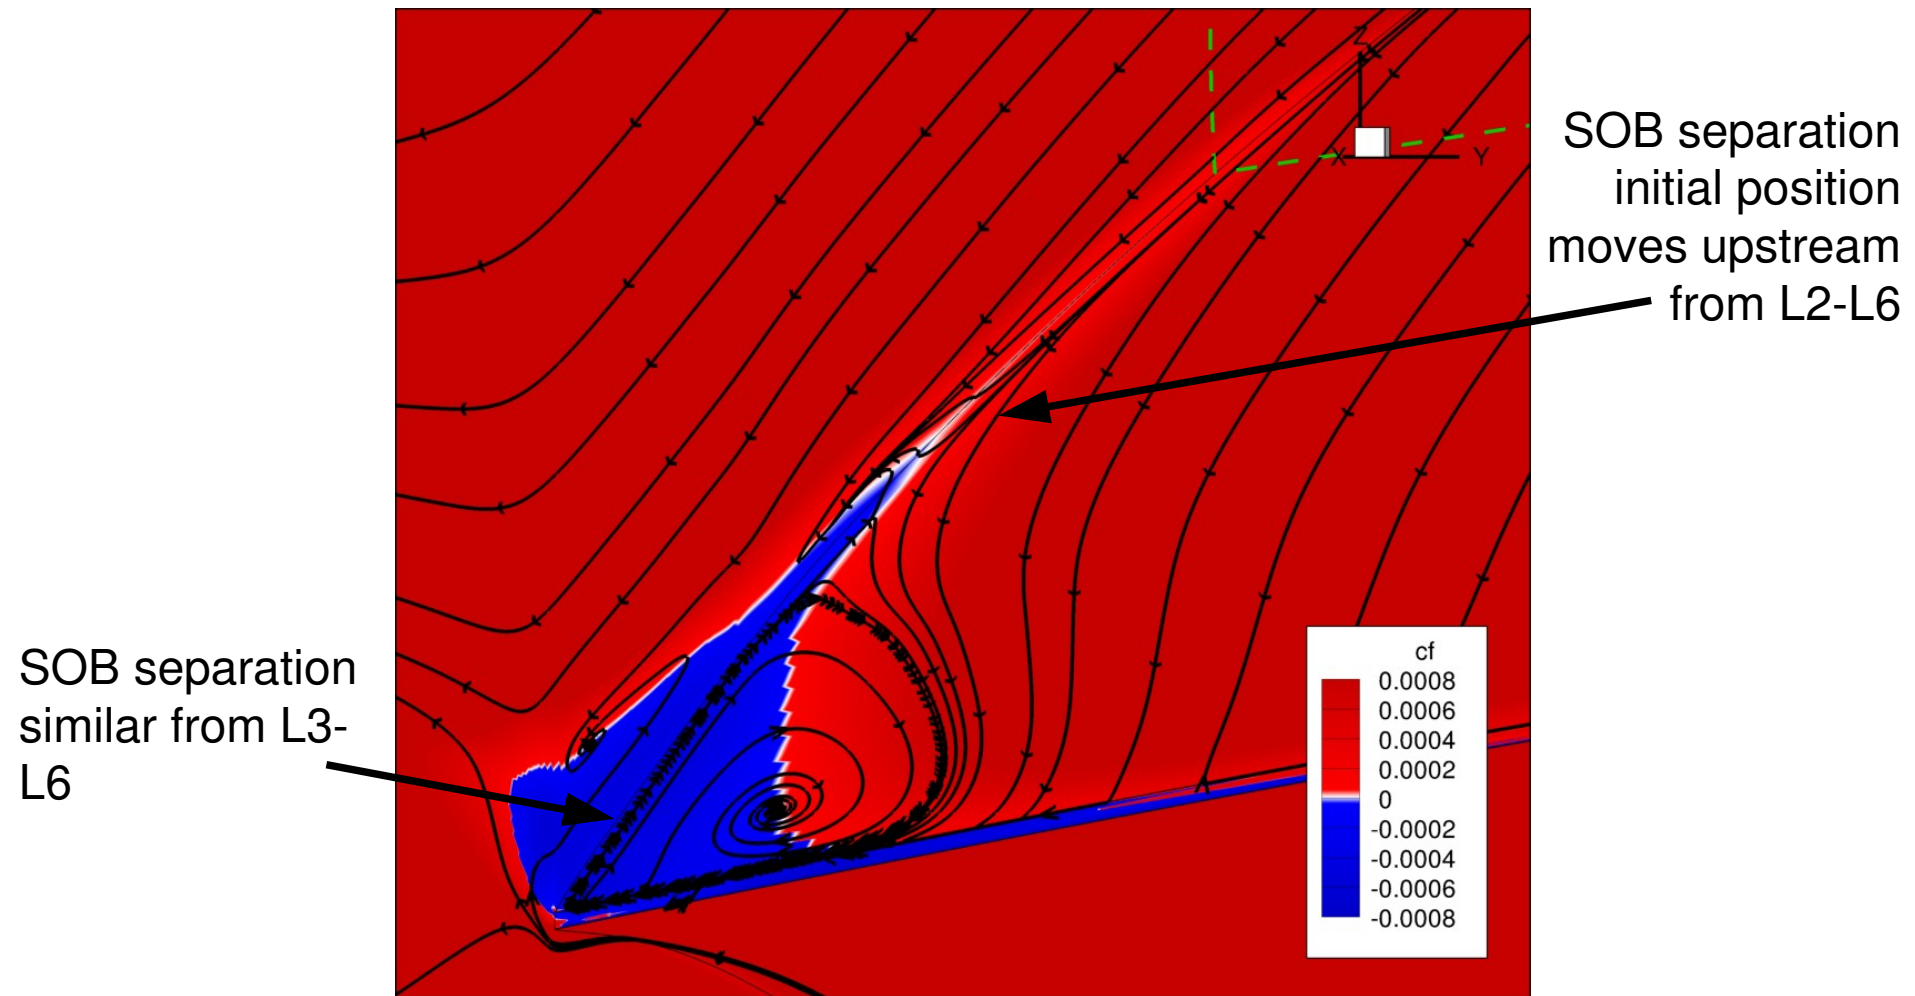 SOB separation
initial position
moves upstream
from L2-L6
SOB separation
similar from L3-
L6
Z
X
Y
cf
0.0008
0.0006
0.0004
0.0002
0
-0.0002
-0.0004
-0.0006
-0.0008